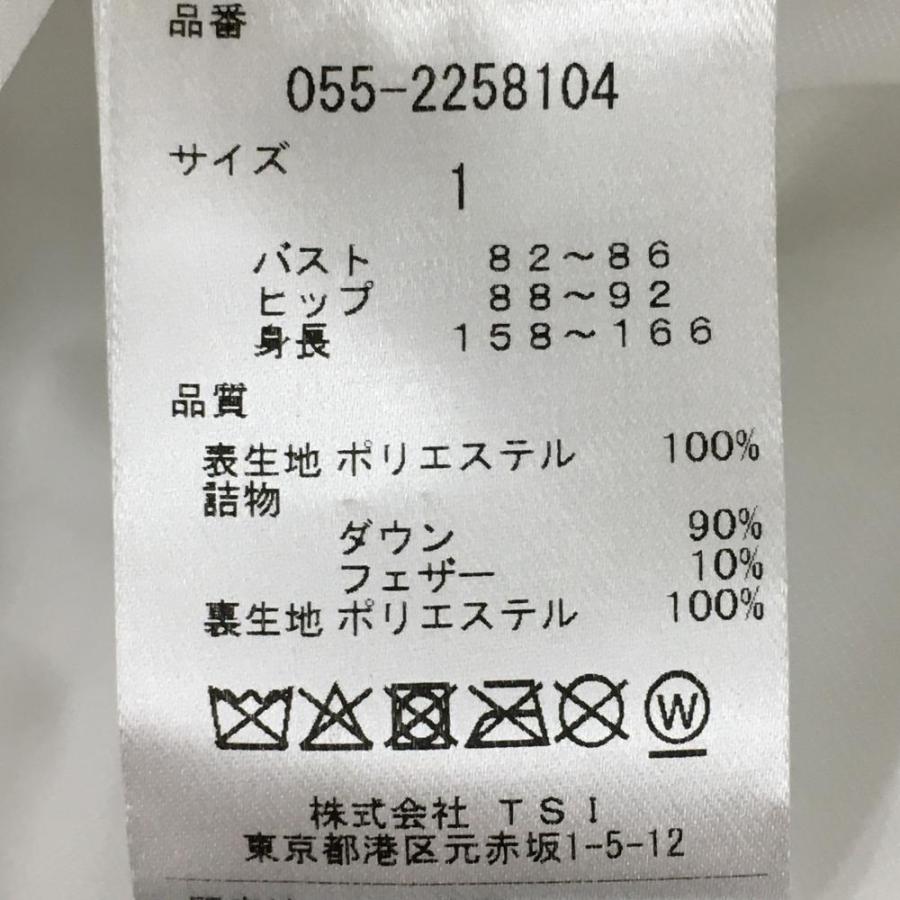 品番
055-2258104
サイズ
1
バスト 82～86
ヒップ 88～92
身長 158～166
品質
表生地 ポリエステル 100%
詰物
ダウン 90%
フェザー 10%
裏生地 ポリエステル 100%
W
株式会社 TSI
東京都港区元赤坂1-5-12